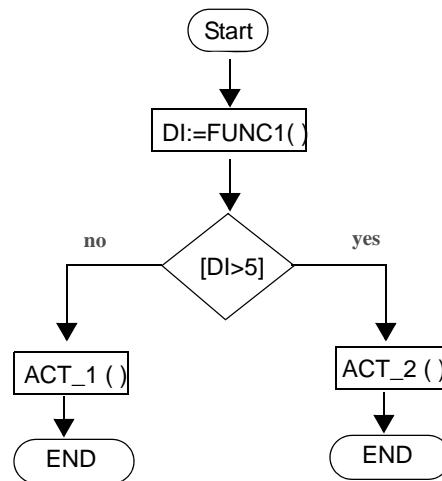 Start
DI:=FUNC1( )
no
yes
[DI>5]
ACT_1 ( )
ACT_2 ( )
END
END